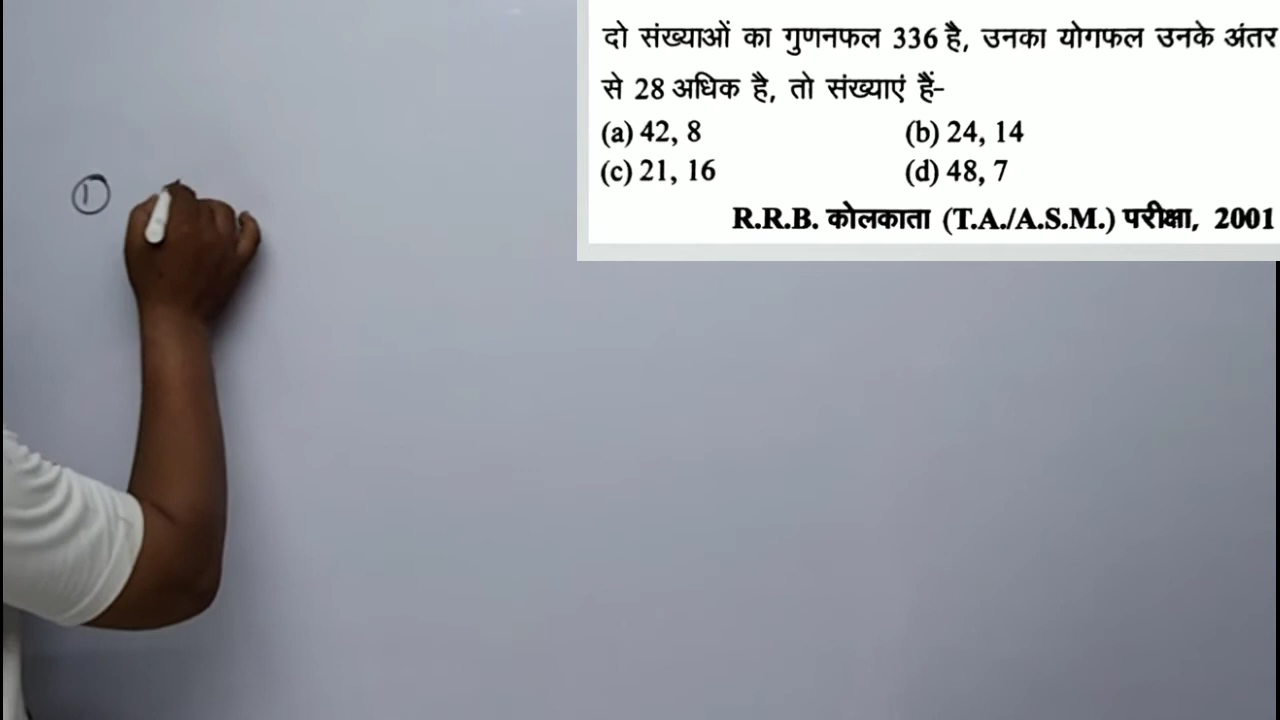 दो संख्याओं का गुणनफल 336 है, उनका योगफल उनके अंतर
से 28 अधिक है, तो संख्याएं हैं-
(a) 42, 8 (b) 24, 14
(c) 21, 16 (d) 48, 7
R.R.B. कोलकाता (T.A./A.S.M.) परीक्षा, 2001
1